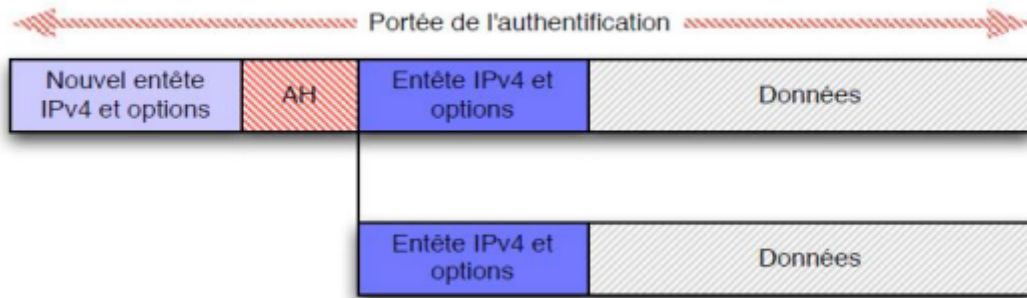 Portée de l'authentification
Nouvel entête
IPv4 et options
AH
Entête IPv4 et
options
Données
Entête IPv4 et
options
Données